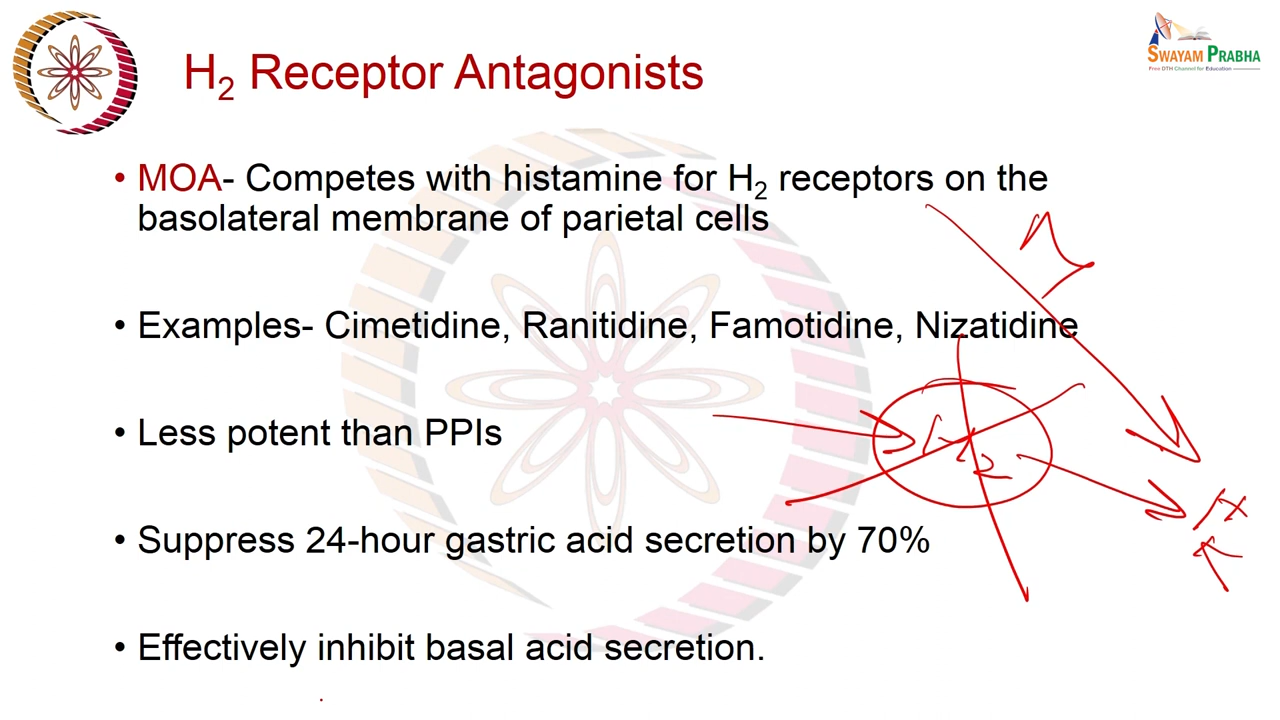 SWAYAM PRABHA
Free DTH Channel for Education
H₂ Receptor Antagonists
• MOA- Competes with histamine for H₂ receptors on the
basolateral membrane of parietal cells
• Examples- Cimetidine, Ranitidine, Famotidine, Nizatidine
• Less potent than PPIs
H2
• Suppress 24-hour gastric acid secretion by 70%
H
K
• Effectively inhibit basal acid secretion.